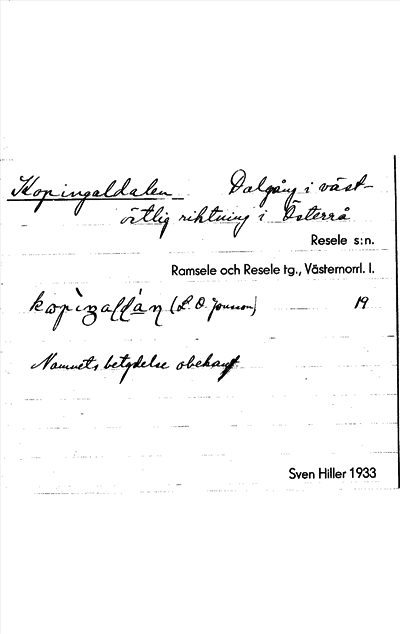 Kopingaldalen Dalgång i väst-
östlig riktning i Österrå
Resele s:n.
Ramsele och Resele tg., Västernorrl. l.
(L. O. Jonsson) 19
Namnets betydelse obekant
Sven Hiller 1933